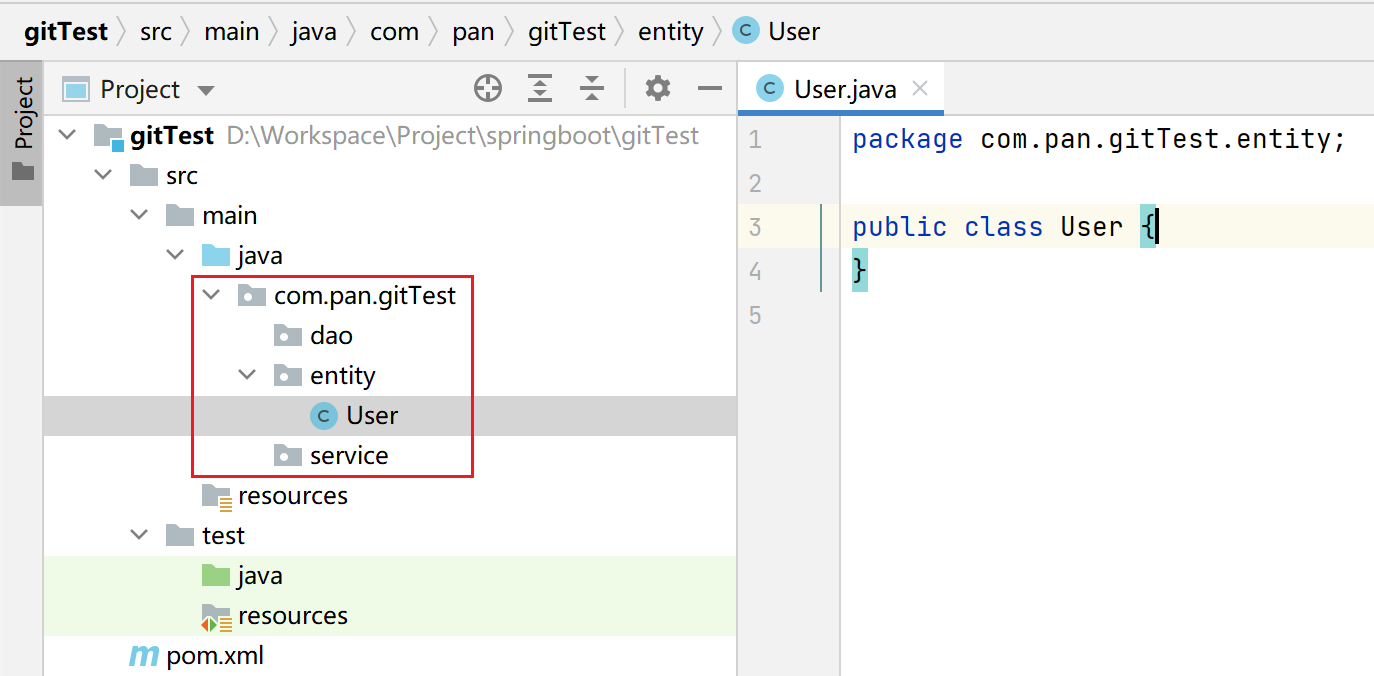 gitTest src main java com pan gitTest entity C User
Project
Project
C User.java
gitTest D:\Workspace\Project\springboot\gitTest
src
main
java
com.pan.gitTest
dao
entity
C User
service
resources
test
java
resources
m pom.xml
1 package com.pan.gitTest.entity;
2
3 public class User {
4 }
5